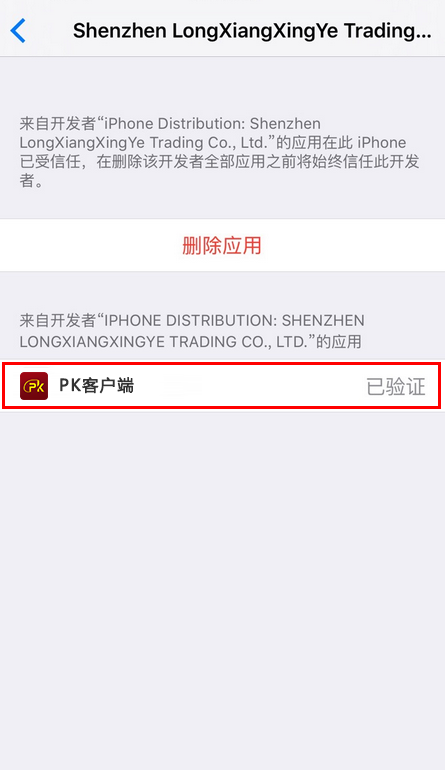 Shenzhen LongXiangXingYe Trading...
来自开发者“iPhone Distribution: Shenzhen
LongXiangXingYe Trading Co., Ltd.”的应用在此 iPhone
已受信任，在删除该开发者全部应用之前将始终信任此开发
者。
删除应用
来自开发者“IPHONE DISTRIBUTION: SHENZHEN
LONGXIANGXINGYE TRADING CO., LTD.”的应用
Pk PK客户端 已验证